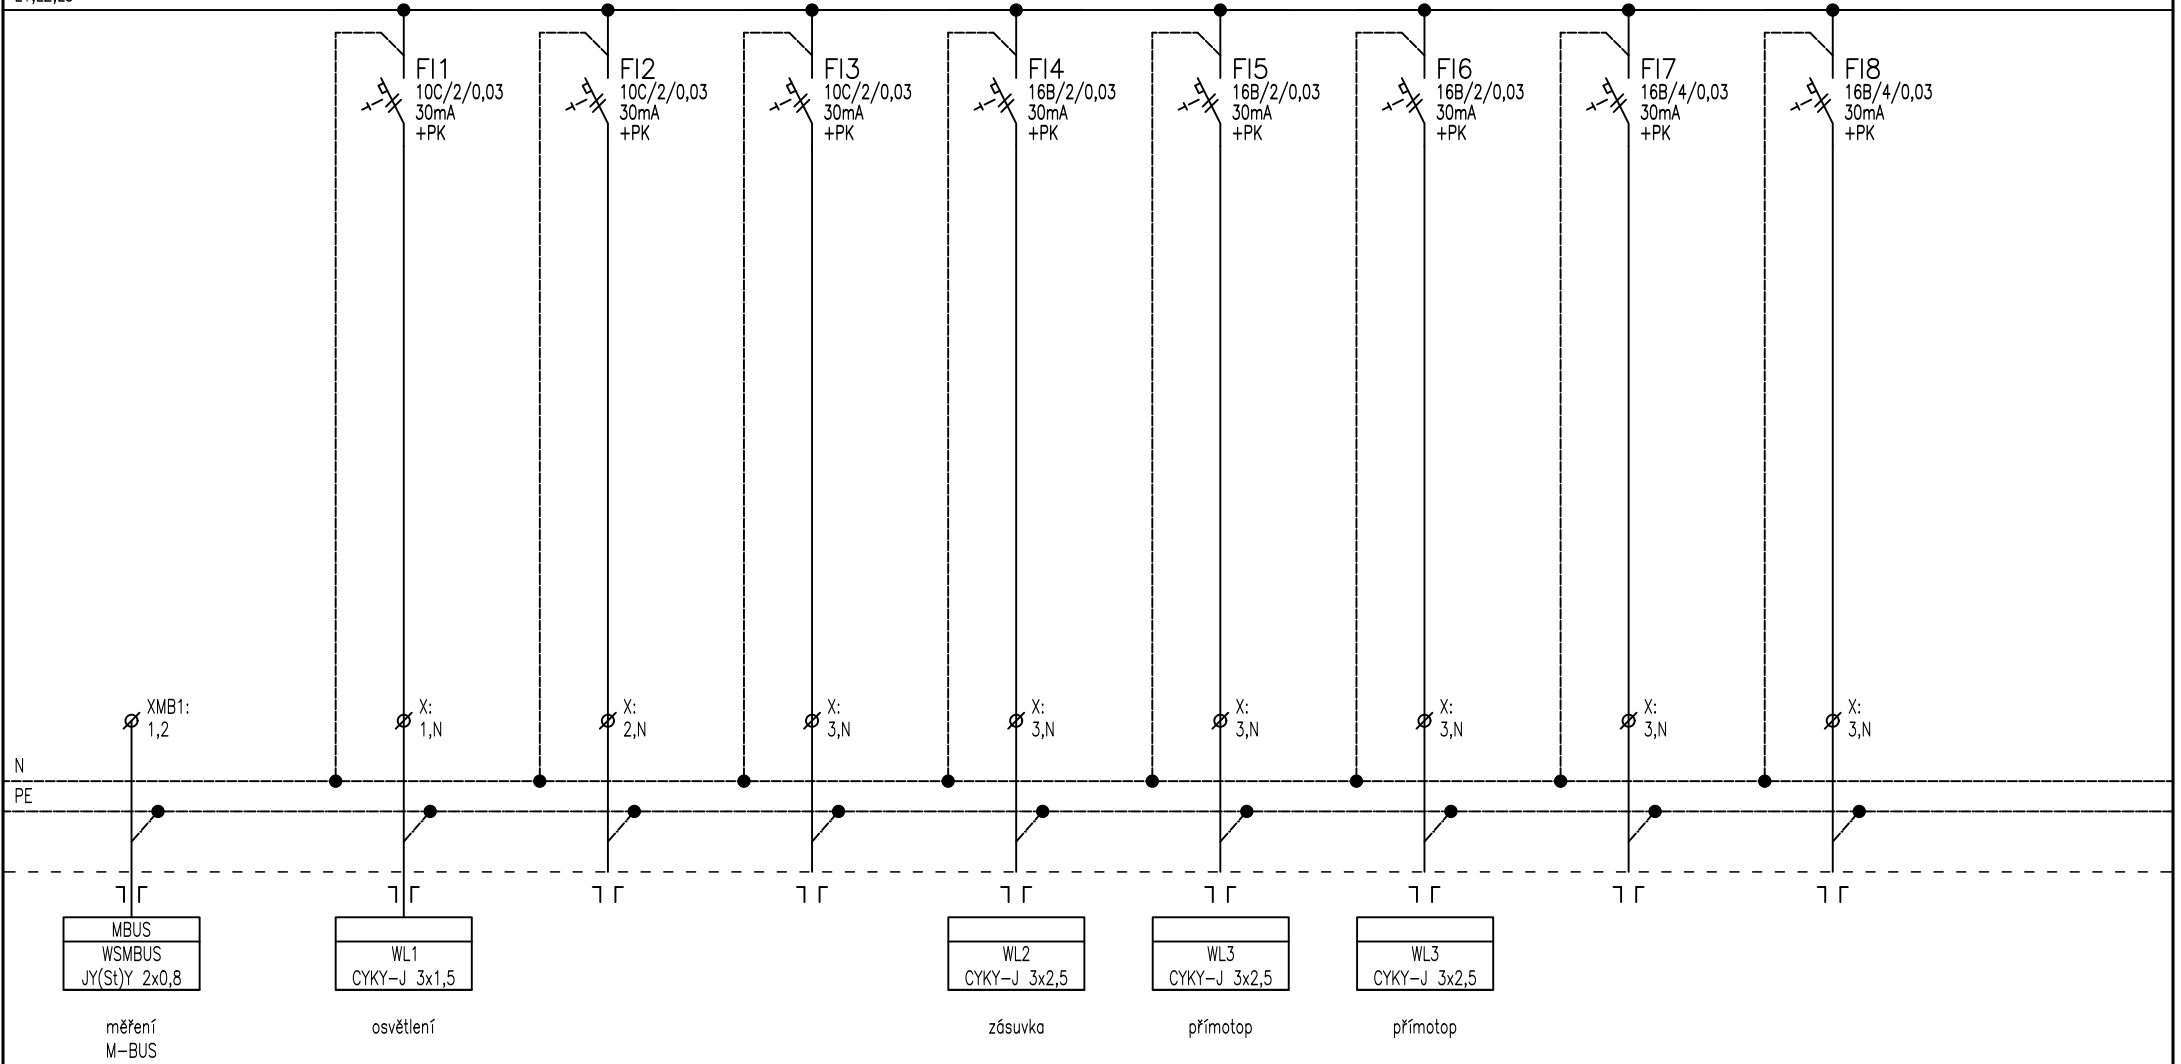 FI1
10C/2/0,03
30mA
+PK
FI2
10C/2/0,03
30mA
+PK
FI3
10C/2/0,03
30mA
+PK
FI4
16B/2/0,03
30mA
+PK
FI5
16B/2/0,03
30mA
+PK
FI6
16B/2/0,03
30mA
+PK
FI7
16B/4/0,03
30mA
+PK
FI8
16B/4/0,03
30mA
+PK
XMB1:
1,2
X:
1,N
X:
2,N
X:
3,N
X:
3,N
X:
3,N
X:
3,N
X:
3,N
X:
3,N
N
PE
MBUS
WSMBUS
JY(St)Y 2x0,8
měření
M-BUS
WL1
CYKY-J 3x1,5
osvětlení
WL2
CYKY-J 3x2,5
zásuvka
WL3
CYKY-J 3x2,5
přímotop
WL3
CYKY-J 3x2,5
přímotop